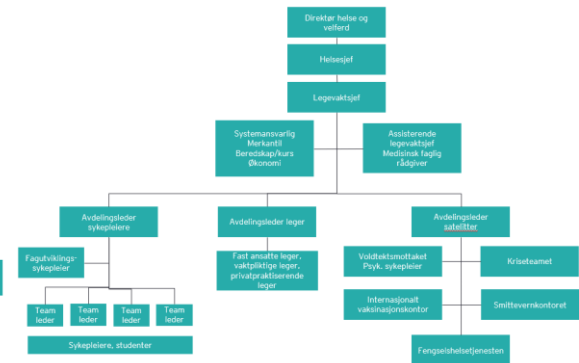 Direktør helse og
velferd
Helsesjef
Legevaktsjef
Systemansvarlig
Merkantil
Beredskap/kurs
Økonomi
Assisterende
legevaktsjef
Medisinsk faglig
rådgiver
Avdelingsleder
sykepleiere
Avdelingsleder leger
Avdelingsleder
satelitter
Fagutviklings-
sykepleier
Fast ansatte leger,
vaktpliktige leger,
privatpraktiserende
leger
Voldtektsmottaket
Psyk. sykepleier
Kriseteamet
Team
leder
Team
leder
Team
leder
Team
leder
Internasjonalt
vaksinasjonskontor
Smittevernkontoret
Sykepleiere, studenter
Fengselshelsetjenesten